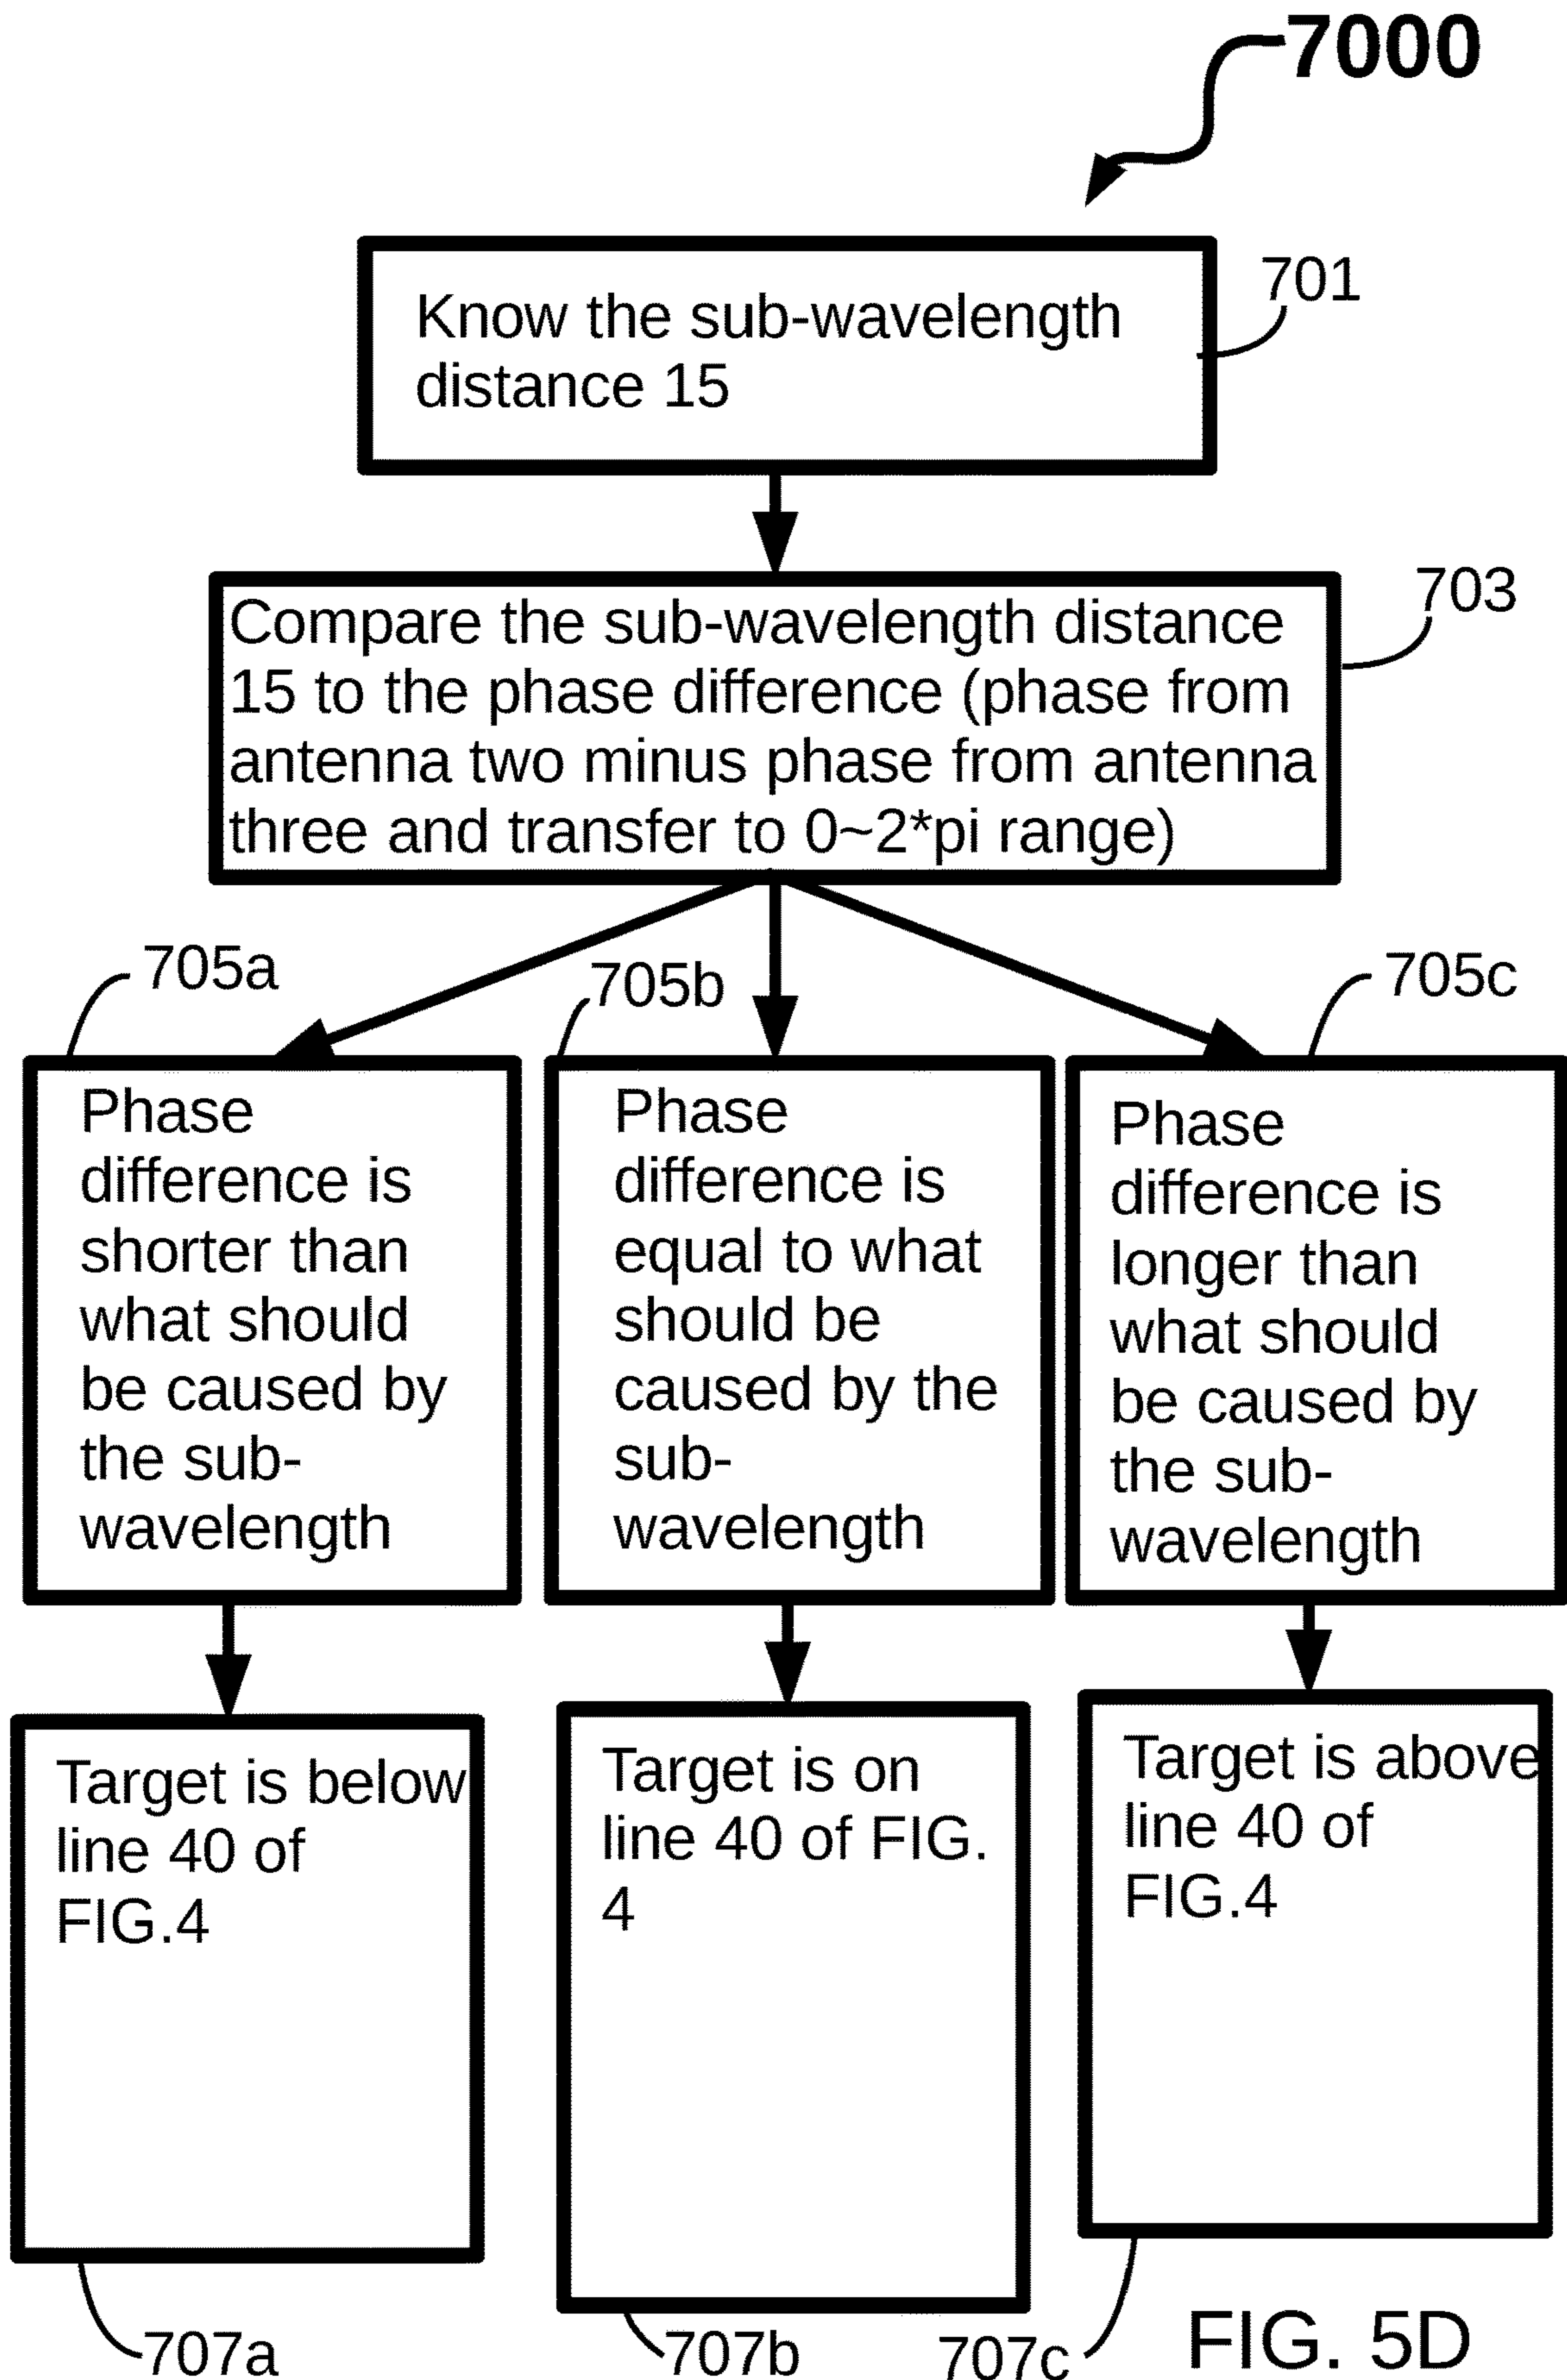 7000
701
Know the sub-wavelength
distance 15
703
Compare the sub-wavelength distance
15 to the phase difference (phase from
antenna two minus phase from antenna
three and transfer to 0~2*pi range)
705a
705b
705c
Phase
difference is
shorter than
what should
be caused by
the sub-
wavelength
Phase
difference is
equal to what
should be
caused by the
sub-
wavelength
Phase
difference is
longer than
what should
be caused by
the sub-
wavelength
Target is below
line 40 of
FIG.4
Target is on
line 40 of FIG.
4
Target is above
line 40 of
FIG.4
707a
707b
707c
FIG. 5D